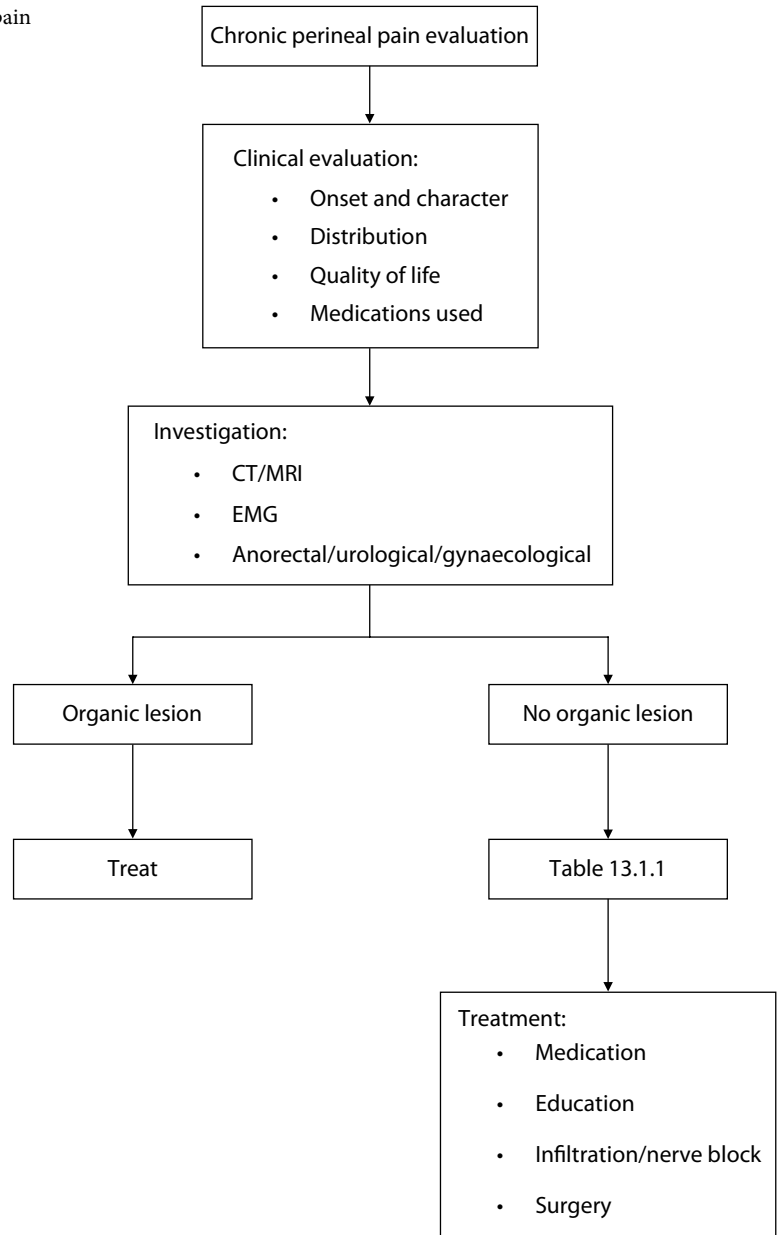 pain
Chronic perineal pain evaluation
Clinical evaluation:
• Onset and character
• Distribution
• Quality of life
• Medications used
Investigation:
• CT/MRI
• EMG
• Anorectal/urological/gynaecological
Organic lesion
No organic lesion
Treat
Table 13.1.1
Treatment:
• Medication
• Education
• Infiltration/nerve block
• Surgery